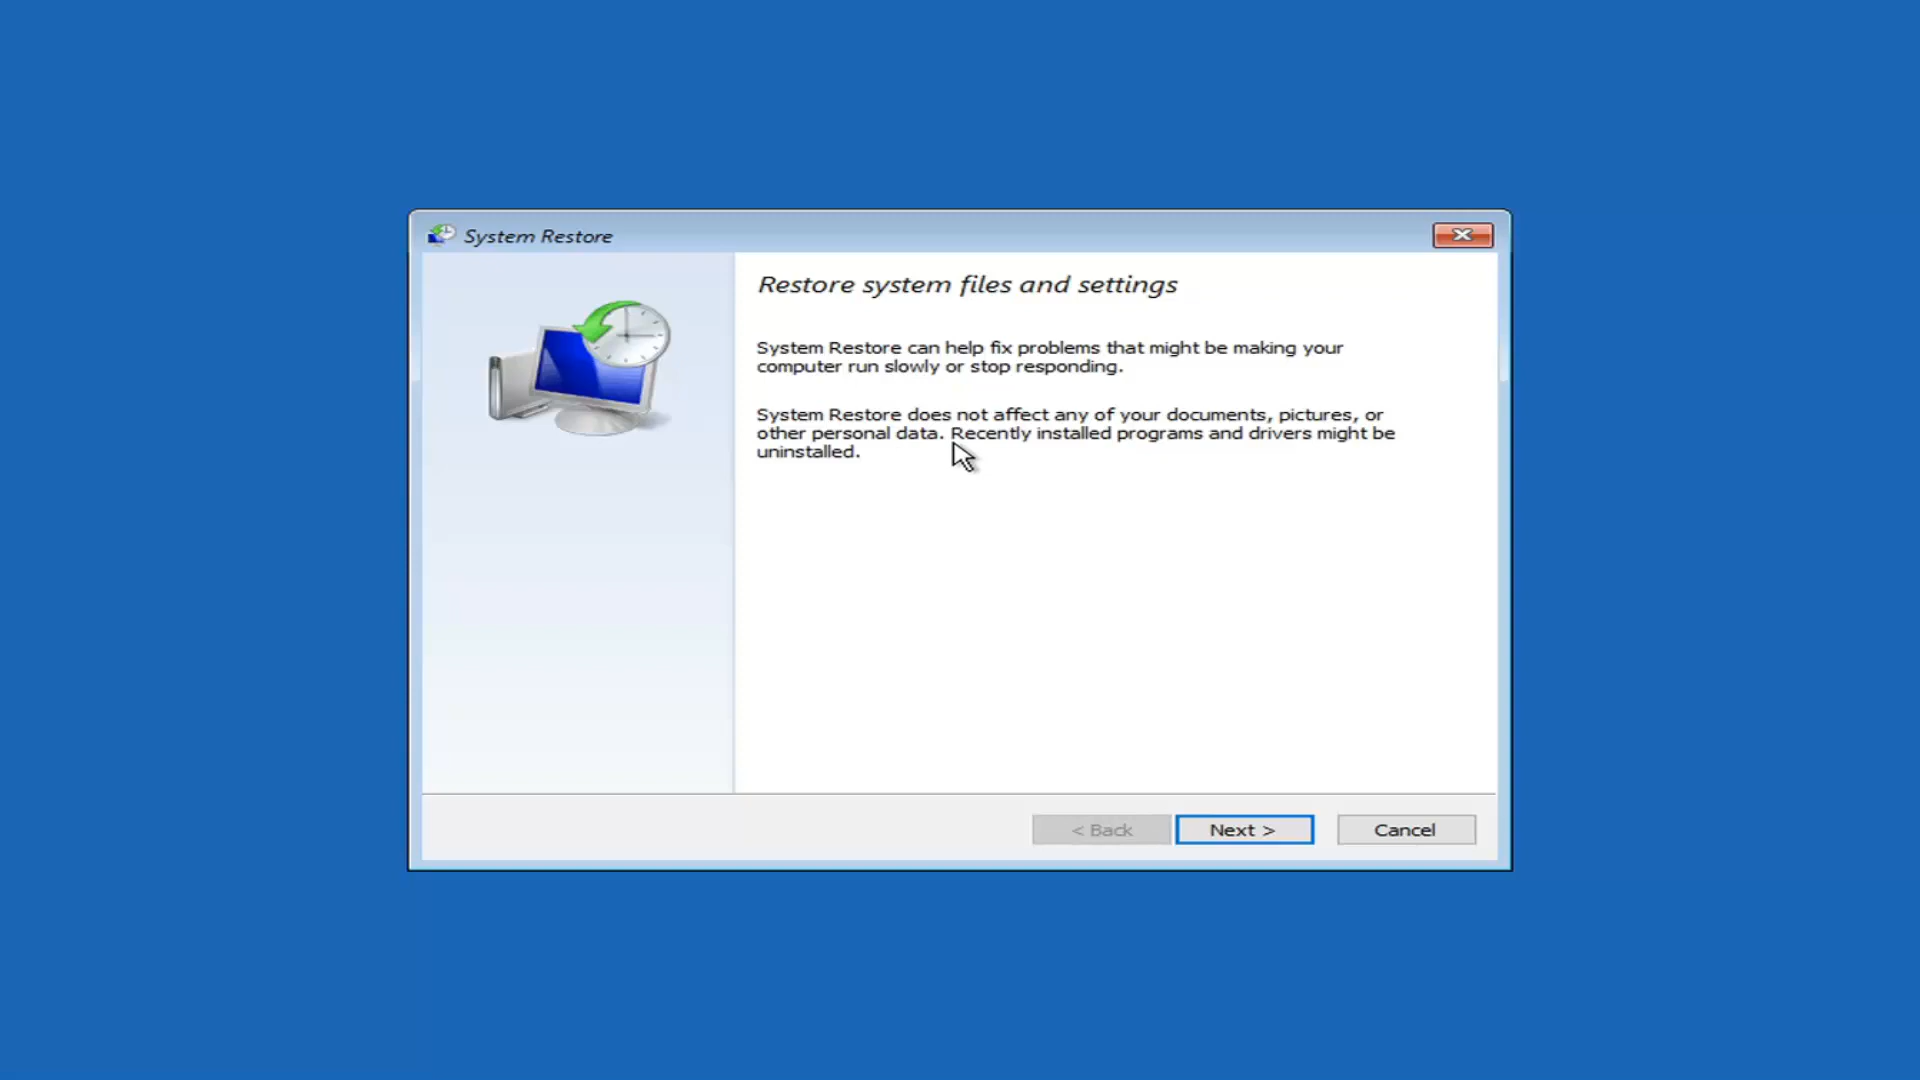 System Restore
Restore system files and settings
System Restore can help fix problems that might be making your
computer run slowly or stop responding.
System Restore does not affect any of your documents, pictures, or
other personal data. Recently installed programs and drivers might be
uninstalled.
< Back Next > Cancel